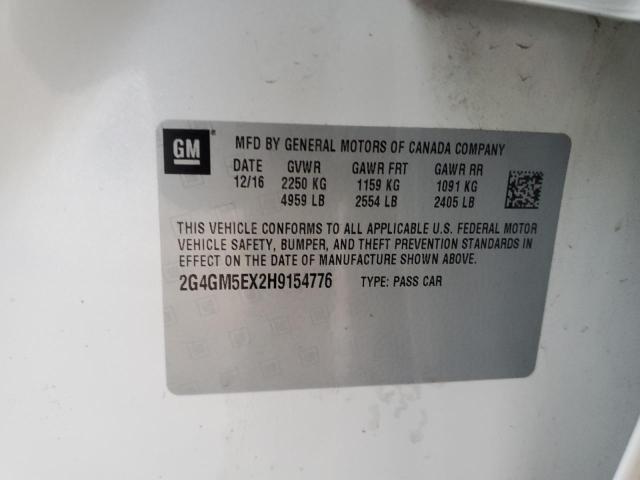 GM MFD BY GENERAL MOTORS OF CANADA COMPANY
DATE GVWR GAWR FRT GAWR RR
12/16 2250 KG 1159 KG 1091 KG
4959 LB 2554 LB 2405 LB
THIS VEHICLE CONFORMS TO ALL APPLICABLE U.S. FEDERAL MOTOR
VEHICLE SAFETY, BUMPER, AND THEFT PREVENTION STANDARDS IN
EFFECT ON THE DATE OF MANUFACTURE SHOWN ABOVE.
2G4GM5EX2H9154776 TYPE: PASS CAR